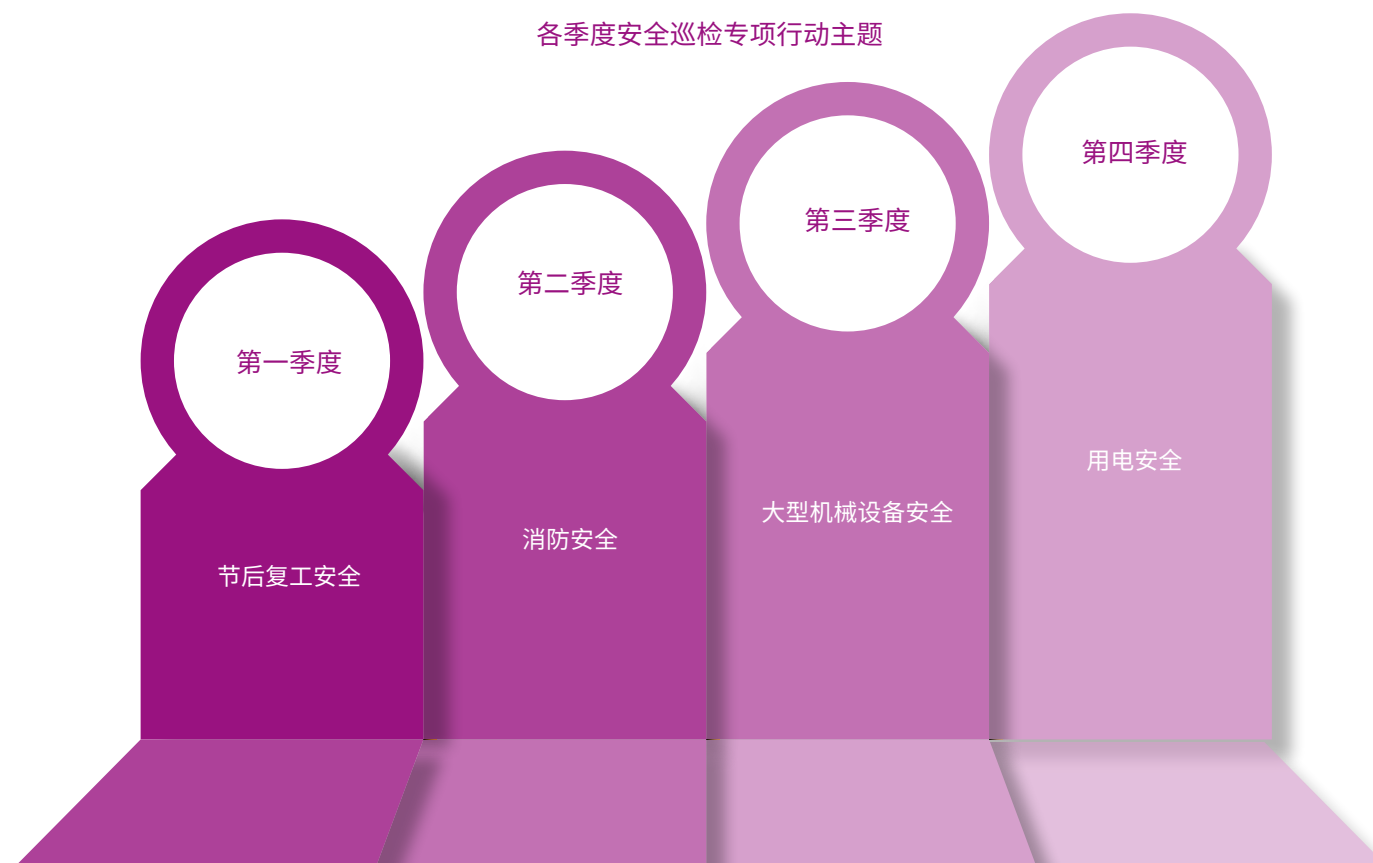 各季度安全巡检专项行动主题
第一季度
节后复工安全
第二季度
消防安全
第三季度
大型机械设备安全
第四季度
用电安全